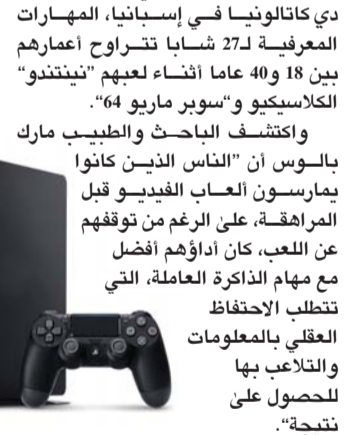 دي كاتالونيا في إسبانيا، المهارات
المعرفية لـ27 شابا تتراوح أعمارهم
بين 18 و40 عاما أثناء لعبهم ”نينتندو“
الكلاسيكيو و“سوبر ماريو 64“.
واكتشف الباحث والطبيب مارك
بالوس أن ”الناس الذين كانوا
يمارسون ألعاب الفيديو قبل
المراهقة، على الرغم من توقفهم
عن اللعب، كان أداؤهم أفضل
مع مهام الذاكرة العاملة، التي
تتطلب الاحتفاظ
العقلي بالمعلومات
والتلاعب بها
للحصول على
نتيجة“.